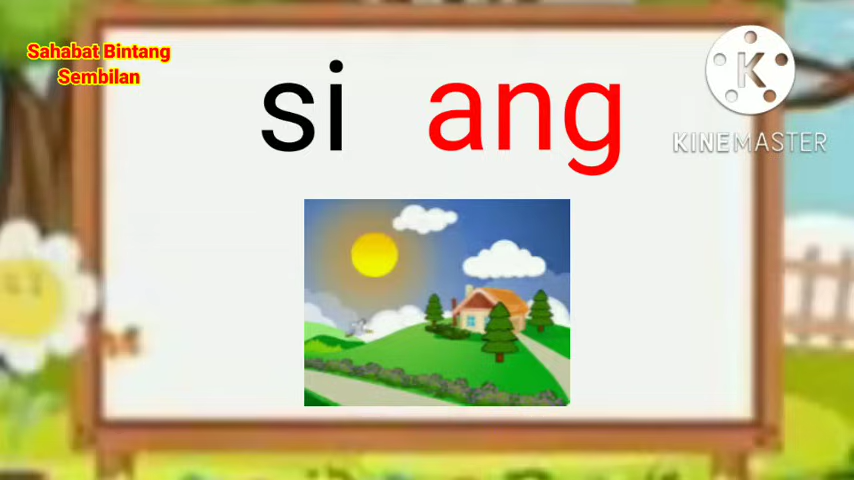 Sahabat Bintang
Sembilan
si ang
K
KINEMASTER